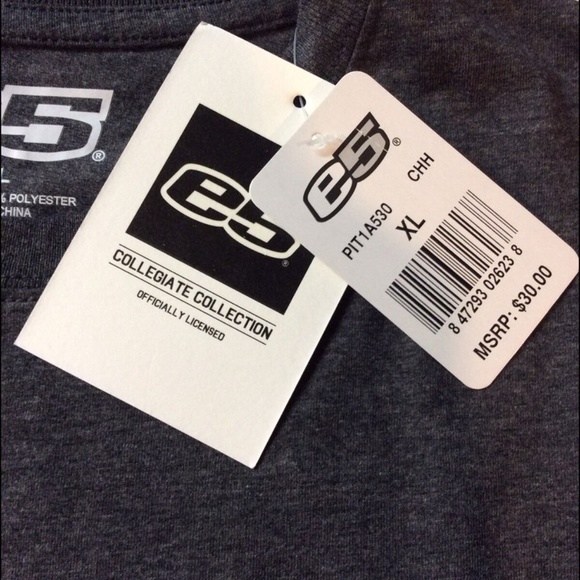 e5®
L
% POLYESTER
CHINA
e5®
COLLEGIATE COLLECTION
OFFICIALLY LICENSED
e5®
PIT1A530 CHH
XL
8 47293 02623 8
MSRP: $30.00